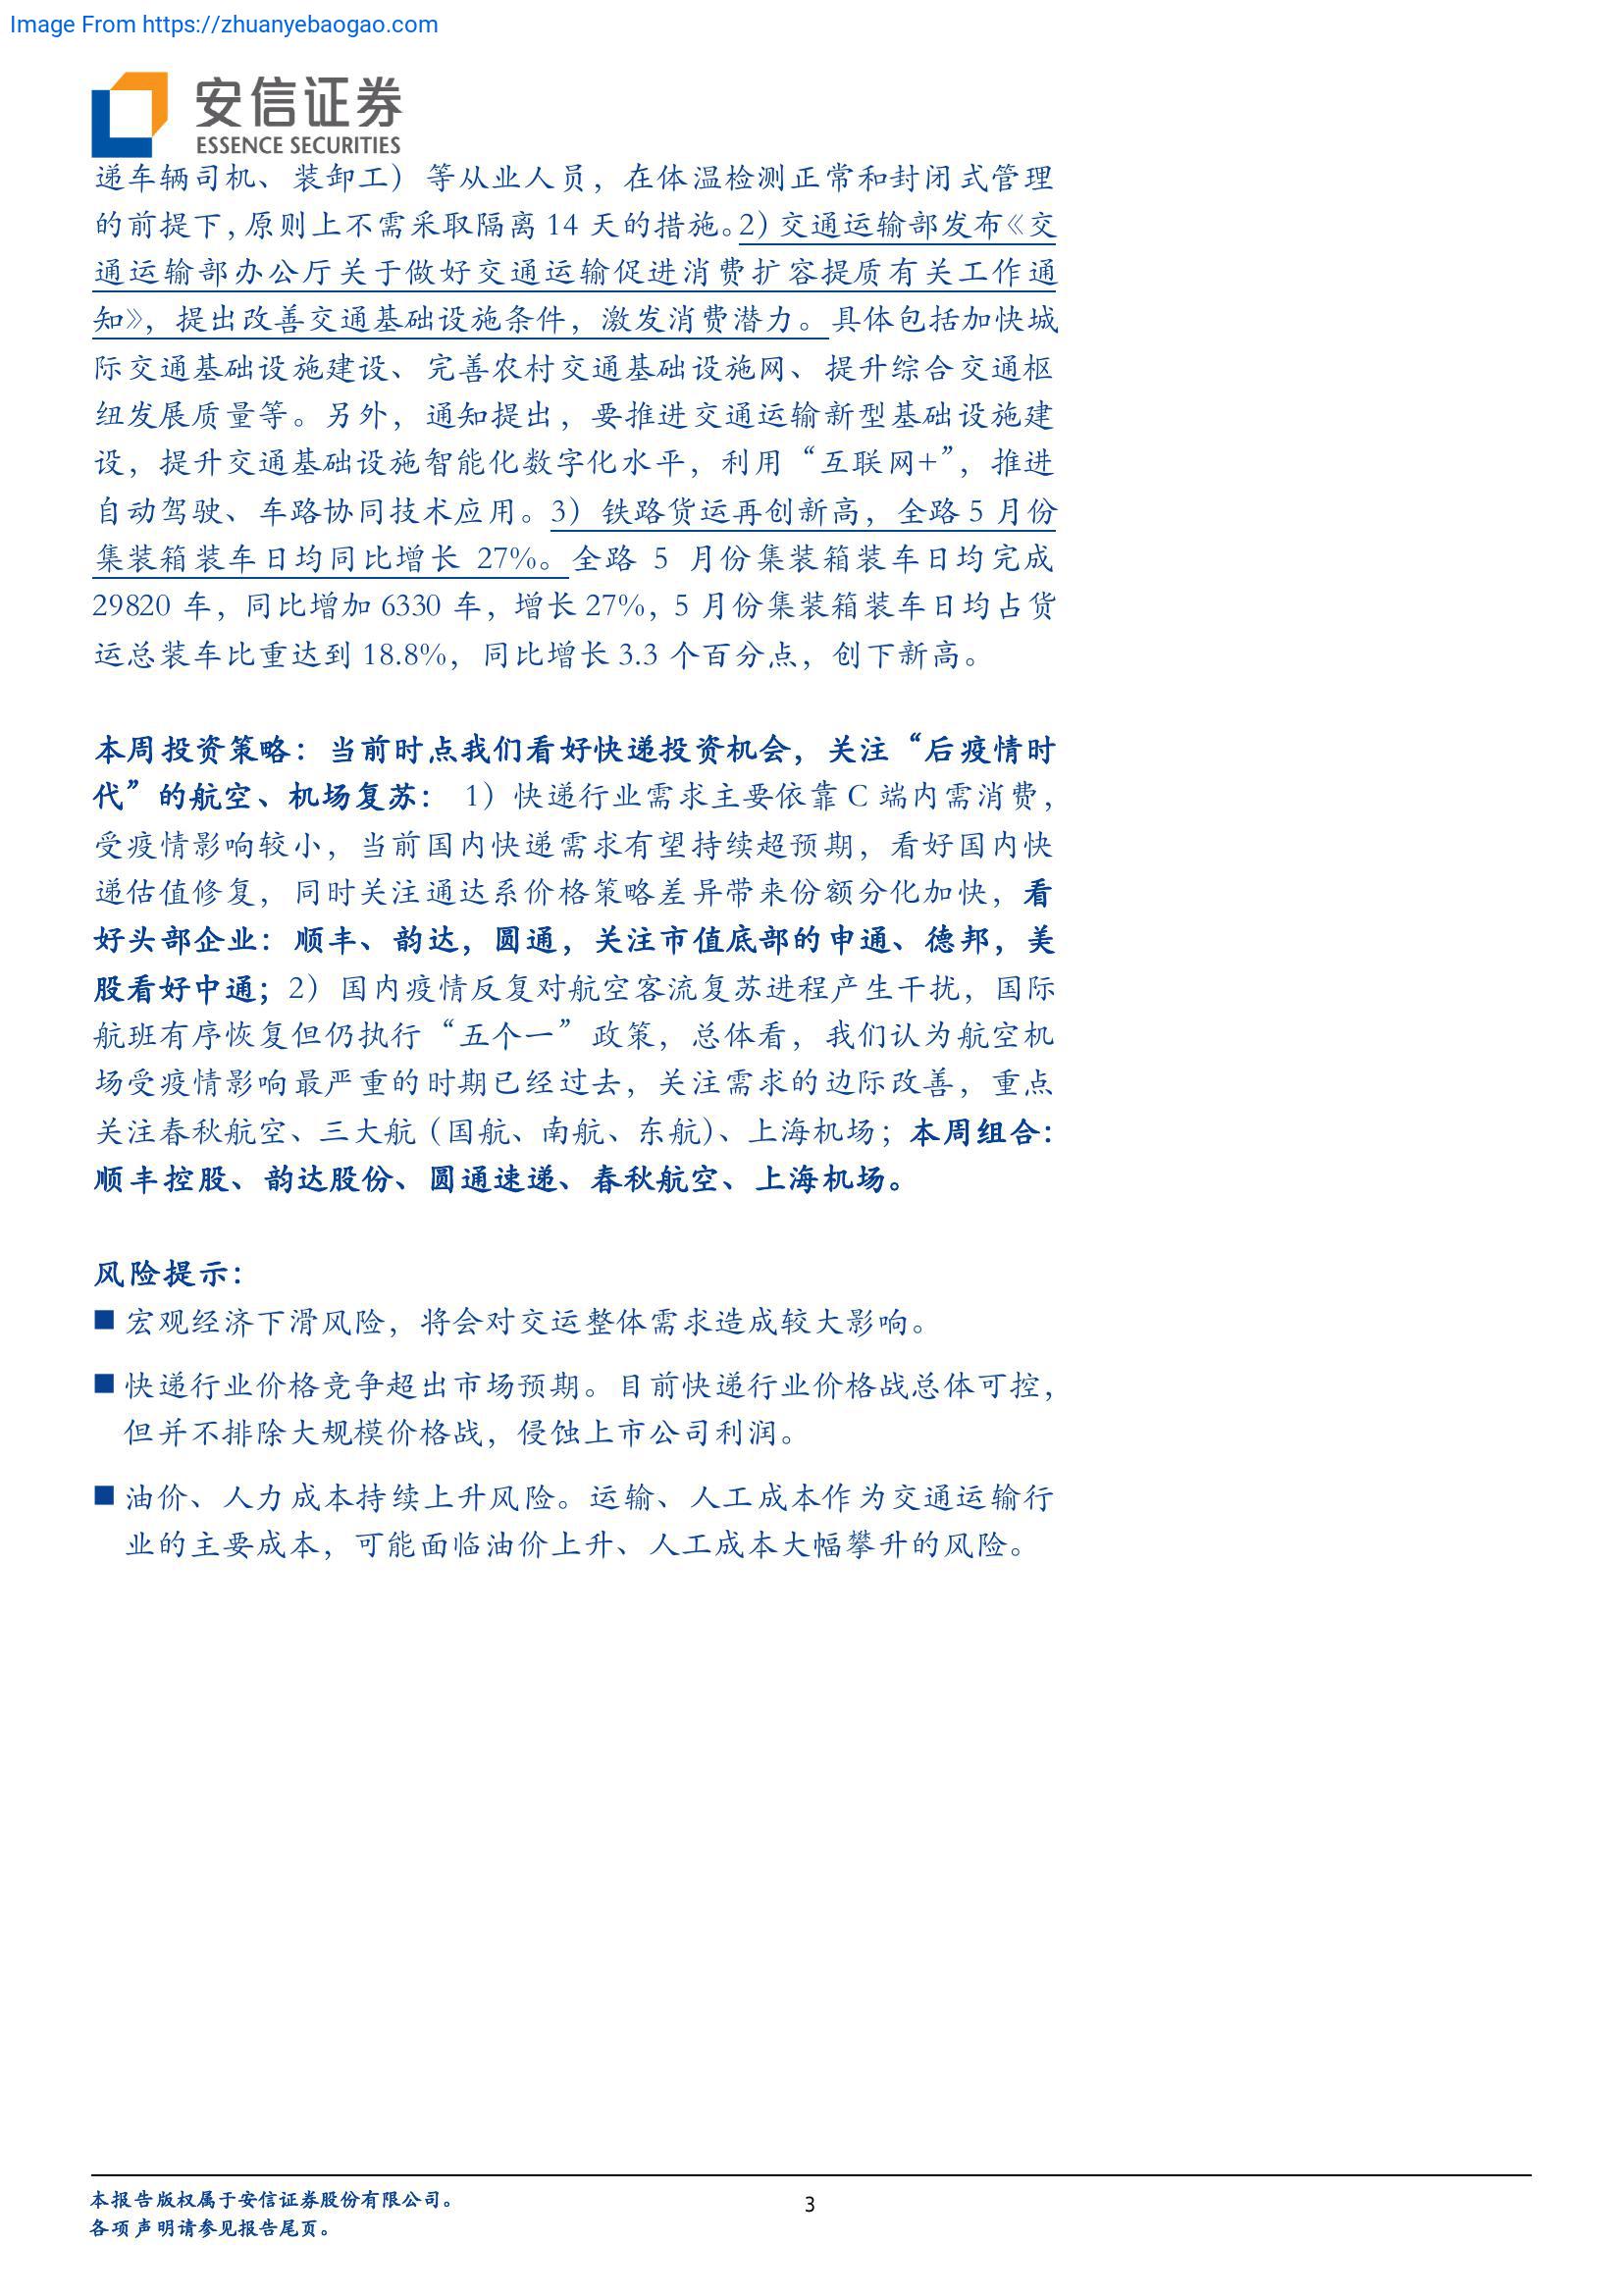 Image From https://zhuanyebaogao.com
安信证券
ESSENCE SECURITIES
递车辆司机、装卸工）等从业人员，在体温检测正常和封闭式管理
的前提下，原则上不需采取隔离 14 天的措施。2）交通运输部发布《交
通运输部办公厅关于做好交通运输促进消费扩容提质有关工作通
知》，提出改善交通基础设施条件，激发消费潜力。具体包括加快城
际交通基础设施建设、完善农村交通基础设施网、提升综合交通枢
纽发展质量等。另外，通知提出，要推进交通运输新型基础设施建
设，提升交通基础设施智能化数字化水平，利用“互联网+”，推进
自动驾驶、车路协同技术应用。3）铁路货运再创新高，全路 5 月份
集装箱装车日均同比增长 27%。全路 5 月份集装箱装车日均完成
29820 车，同比增加 6330 车，增长 27%，5 月份集装箱装车日均占货
运总装车比重达到 18.8%，同比增长 3.3 个百分点，创下新高。
本周投资策略：当前时点我们看好快递投资机会，关注“后疫情时
代”的航空、机场复苏： 1）快递行业需求主要依靠 C 端内需消费，
受疫情影响较小，当前国内快递需求有望持续超预期，看好国内快
递估值修复，同时关注通达系价格策略差异带来份额分化加快，看
好头部企业：顺丰、韵达，圆通，关注市值底部的申通、德邦，美
股看好中通；2）国内疫情反复对航空客流复苏进程产生干扰，国际
航班有序恢复但仍执行“五个一”政策，总体看，我们认为航空机
场受疫情影响最严重的时期已经过去，关注需求的边际改善，重点
关注春秋航空、三大航（国航、南航、东航）、上海机场；本周组合：
顺丰控股、韵达股份、圆通速递、春秋航空、上海机场。
风险提示：
■ 宏观经济下滑风险，将会对交运整体需求造成较大影响。
■ 快递行业价格竞争超出市场预期。目前快递行业价格战总体可控，
但并不排除大规模价格战，侵蚀上市公司利润。
■ 油价、人力成本持续上升风险。运输、人工成本作为交通运输行
业的主要成本，可能面临油价上升、人工成本大幅攀升的风险。
本报告版权属于安信证券股份有限公司。
3
各项声明请参见报告尾页。